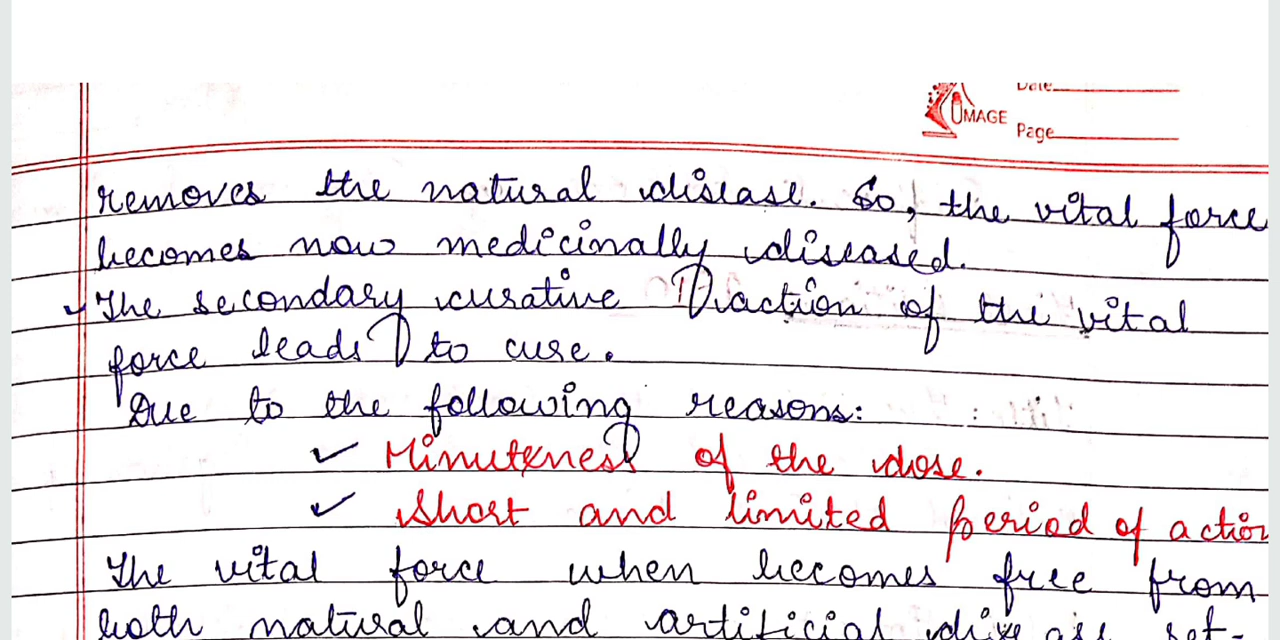 Date
IMAGE
Page
removes the natural disease. So, the vital force
becomes now medicinally diseased.
✓ The secondary curative action of the vital
force leads to cure.
Due to the following reasons:
✓ Minuteness of the dose.
✓ Short and limited period of action
The vital force when becomes free from
both natural and artificial